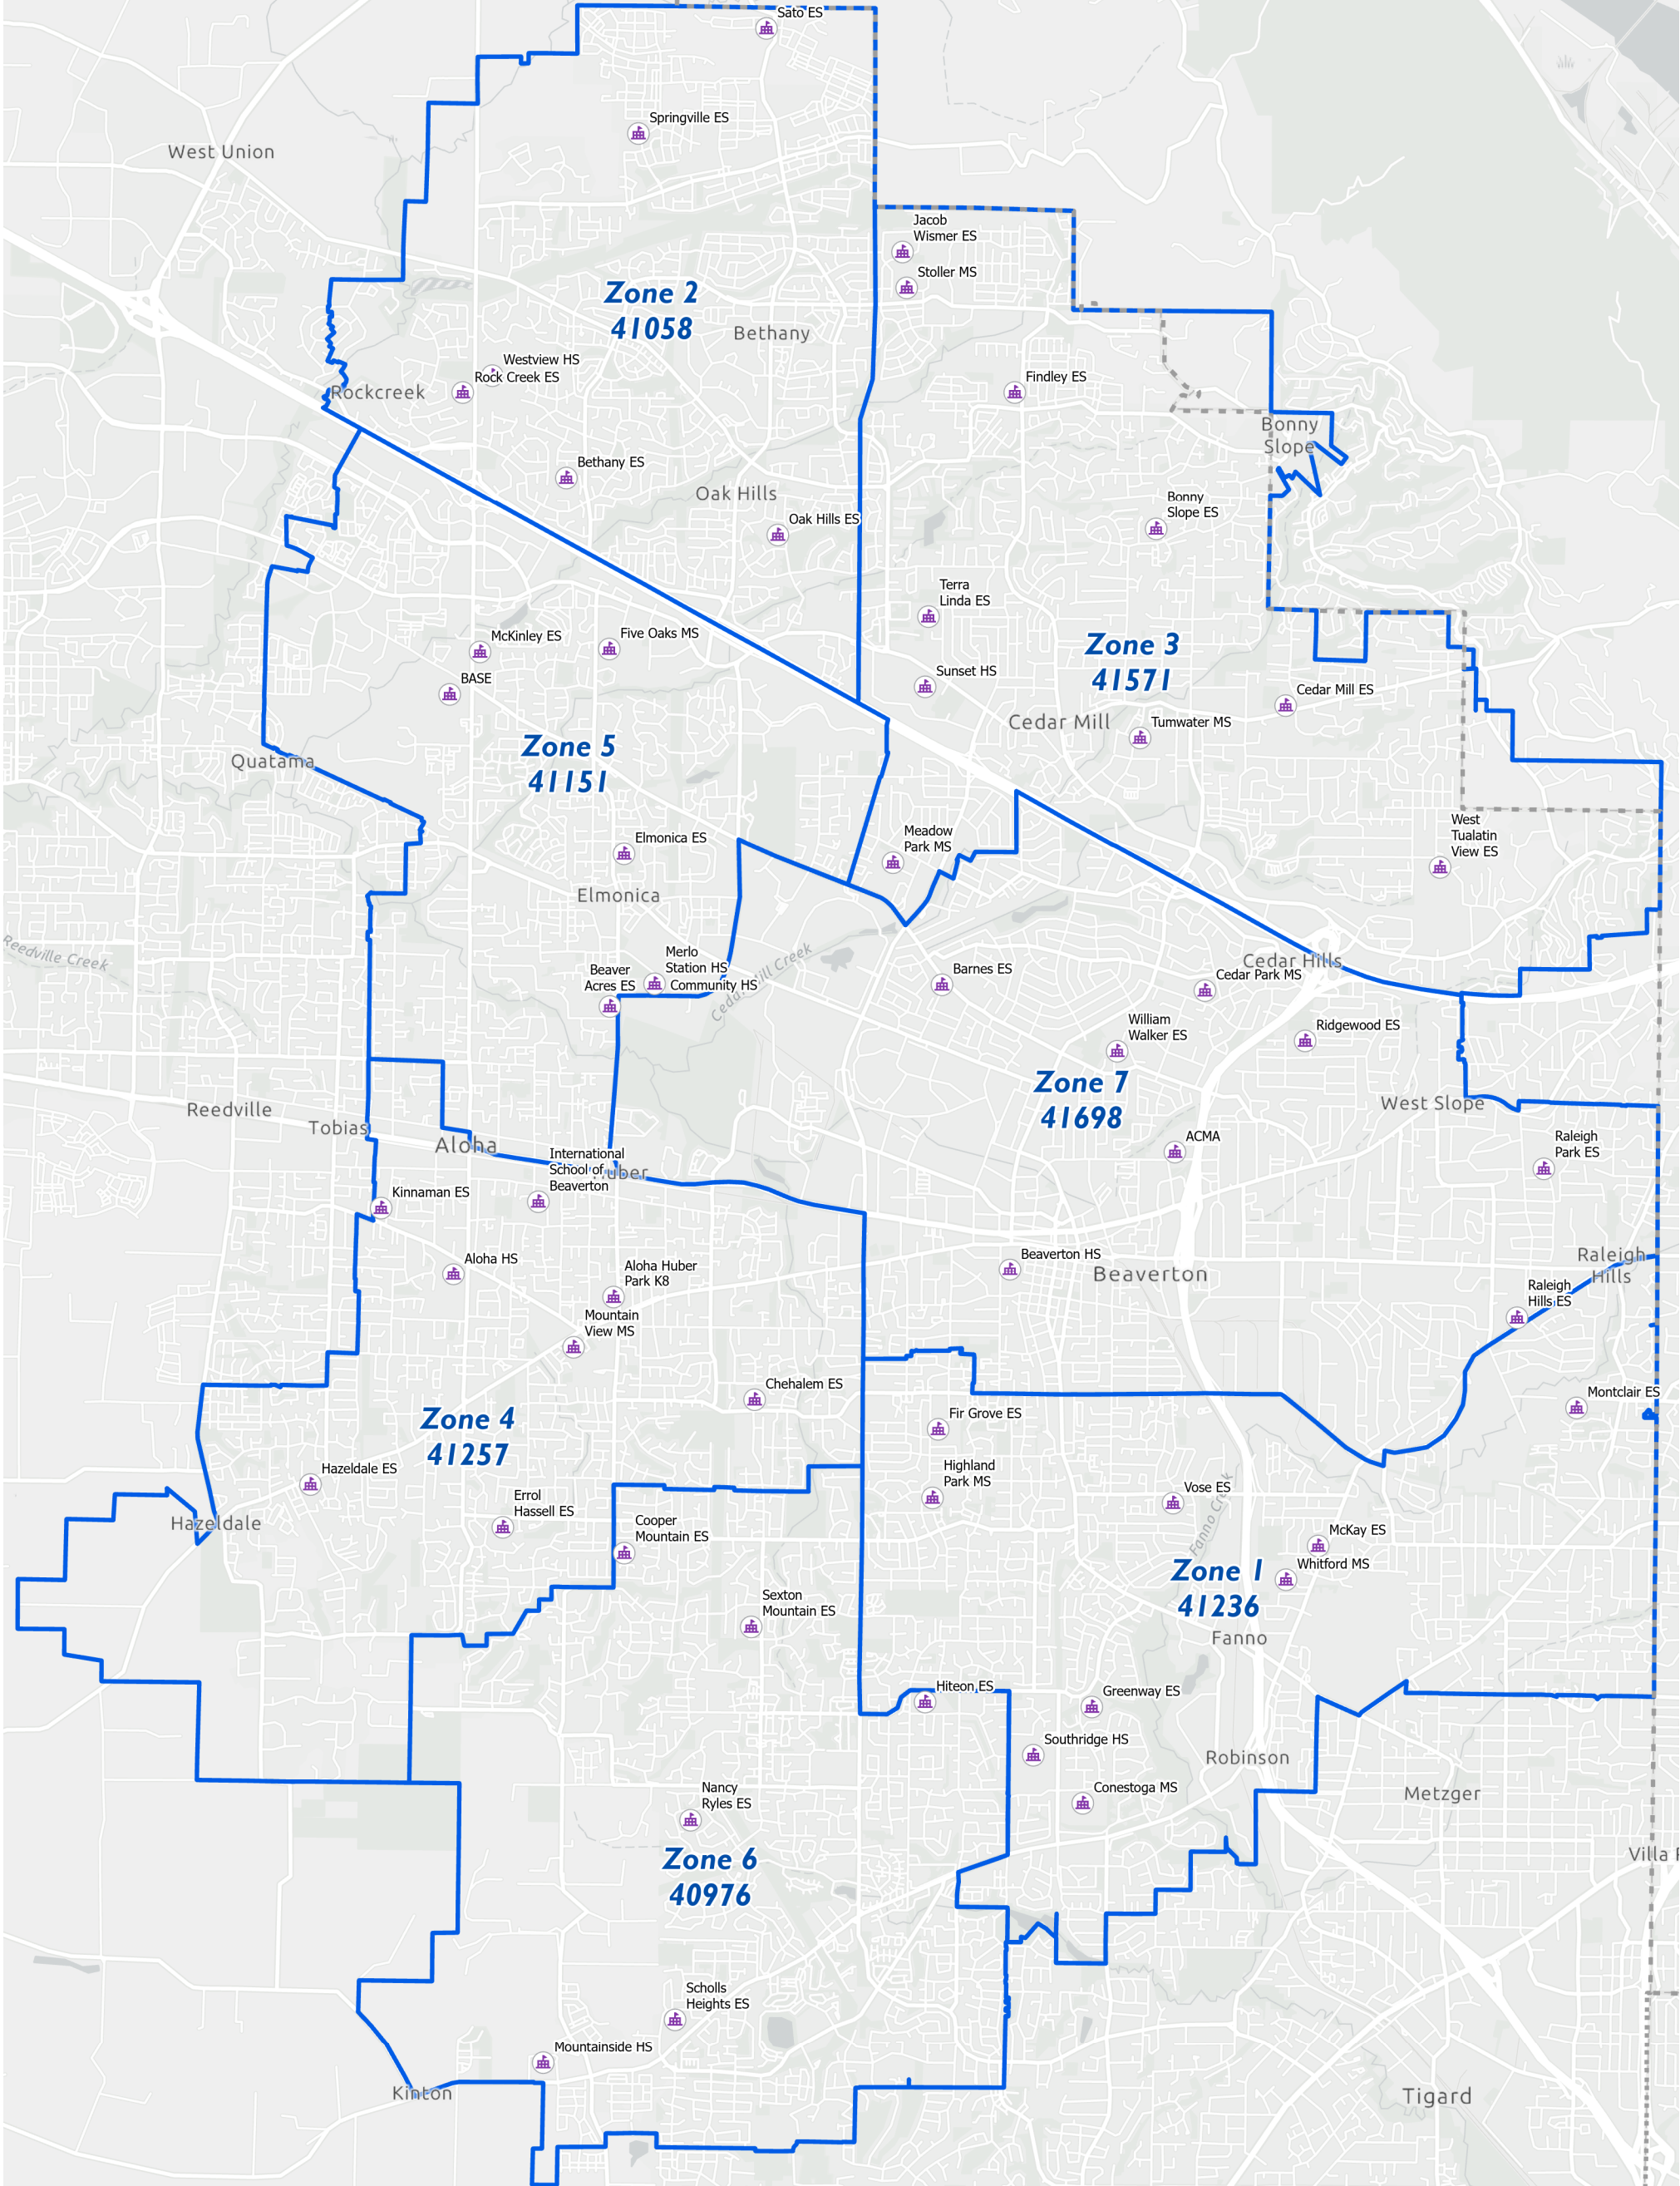 Sato ES
Springville ES
West Union
Jacob
Wismer ES
Stoller MS
Zone 2
41058
Bethany
Westview HS
Rock Creek ES
Rockcreek
Findley ES
Bonny
Slope
Bethany ES
Oak Hills
Oak Hills ES
Bonny
Slope ES
Terra
Linda ES
McKinley ES
Five Oaks MS
Zone 3
41571
BASE
Sunset HS
Cedar Mill ES
Cedar Mill
Tumwater MS
Zone 5
41151
Quatama
Elmonica ES
Meadow
Park MS
West
Tualatin
View ES
Elmonica
Reedville Creek
Merlo
Station HS
Community HS
Beaver
Acres ES
Cedar Mill Creek
Barnes ES
Cedar Hills
Cedar Park MS
William
Walker ES
Ridgewood ES
Zone 7
41698
West Slope
Reedville
Tobias
Aloha
International
School of
Beaverton
Huber
ACMA
Raleigh
Park ES
Kinnaman ES
Aloha HS
Aloha Huber
Park K8
Beaverton HS
Beaverton
Raleigh
Hills
Raleigh
Hills ES
Mountain
View MS
Chehalem ES
Montclair ES
Zone 4
41257
Fir Grove ES
Hazeldale ES
Highland
Park MS
Vose ES
Errol
Hassell ES
Hazeldale
Cooper
Mountain ES
Fanno Creek
McKay ES
Whitford MS
Zone 1
41236
Sexton
Mountain ES
Fanno
Hiteon ES
Greenway ES
Southridge HS
Robinson
Nancy
Ryles ES
Conestoga MS
Metzger
Zone 6
40976
Villa
Scholls
Heights ES
Mountainside HS
Kinton
Tigard